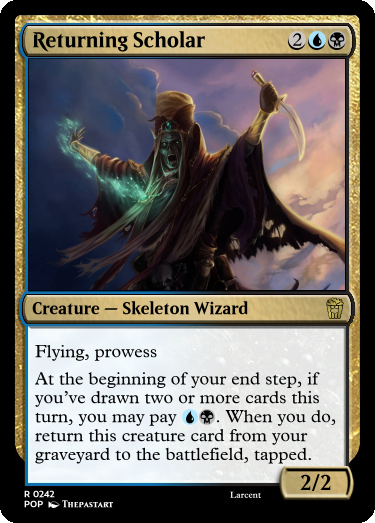 Returning Scholar 2
Creature — Skeleton Wizard
Flying, prowess
At the beginning of your end step, if
you've drawn two or more cards this
turn, you may pay . When you do,
return this creature card from your
graveyard to the battlefield, tapped.
2/2
R 0242 Larcent
POP Thepastart